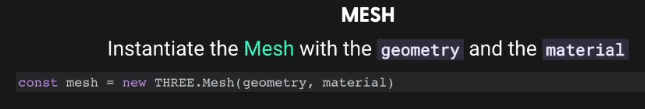 MESH
Instantiate the Mesh with the geometry and the material
const mesh = new THREE.Mesh(geometry, material)